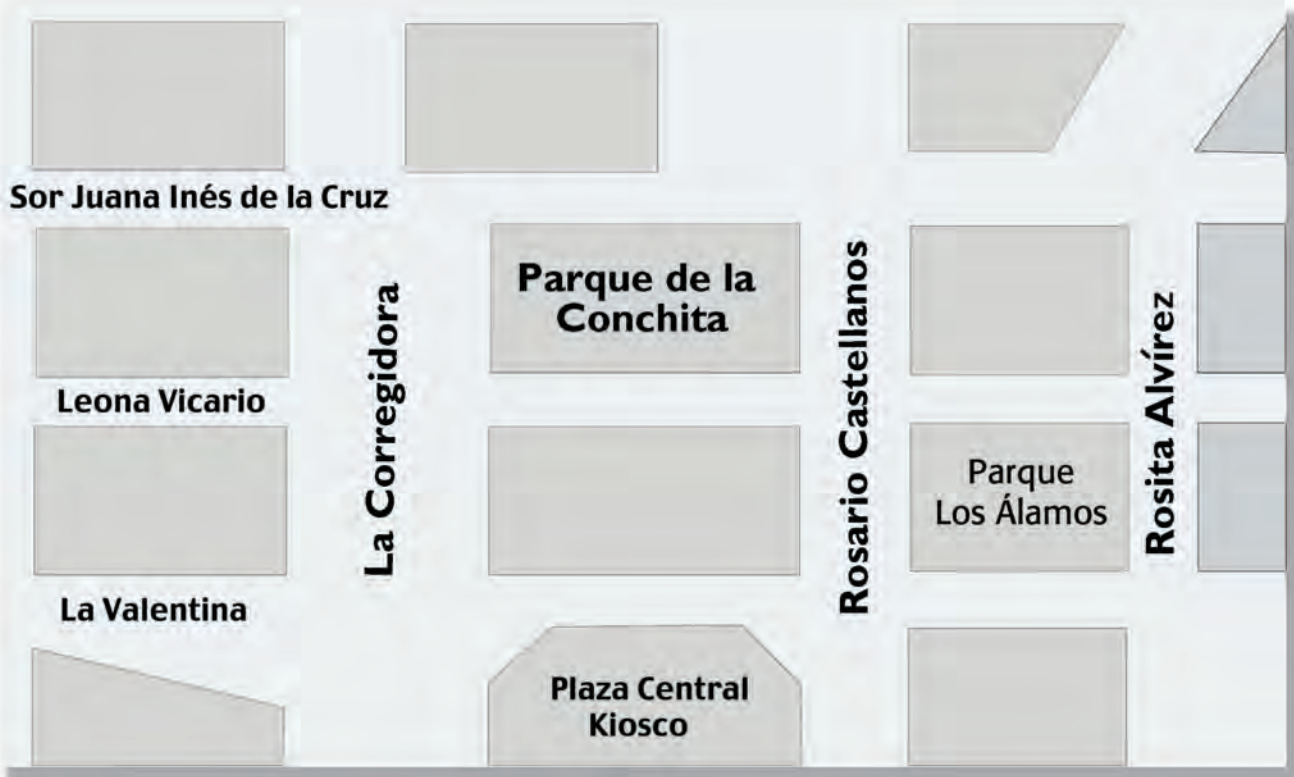 Sor Juana Inés de la Cruz
Parque de la
Conchita
La Corregidora
Rosario Castellanos
Rosita Alvírez
Leona Vicario
Parque
Los Álamos
La Valentina
Plaza Central
Kiosco